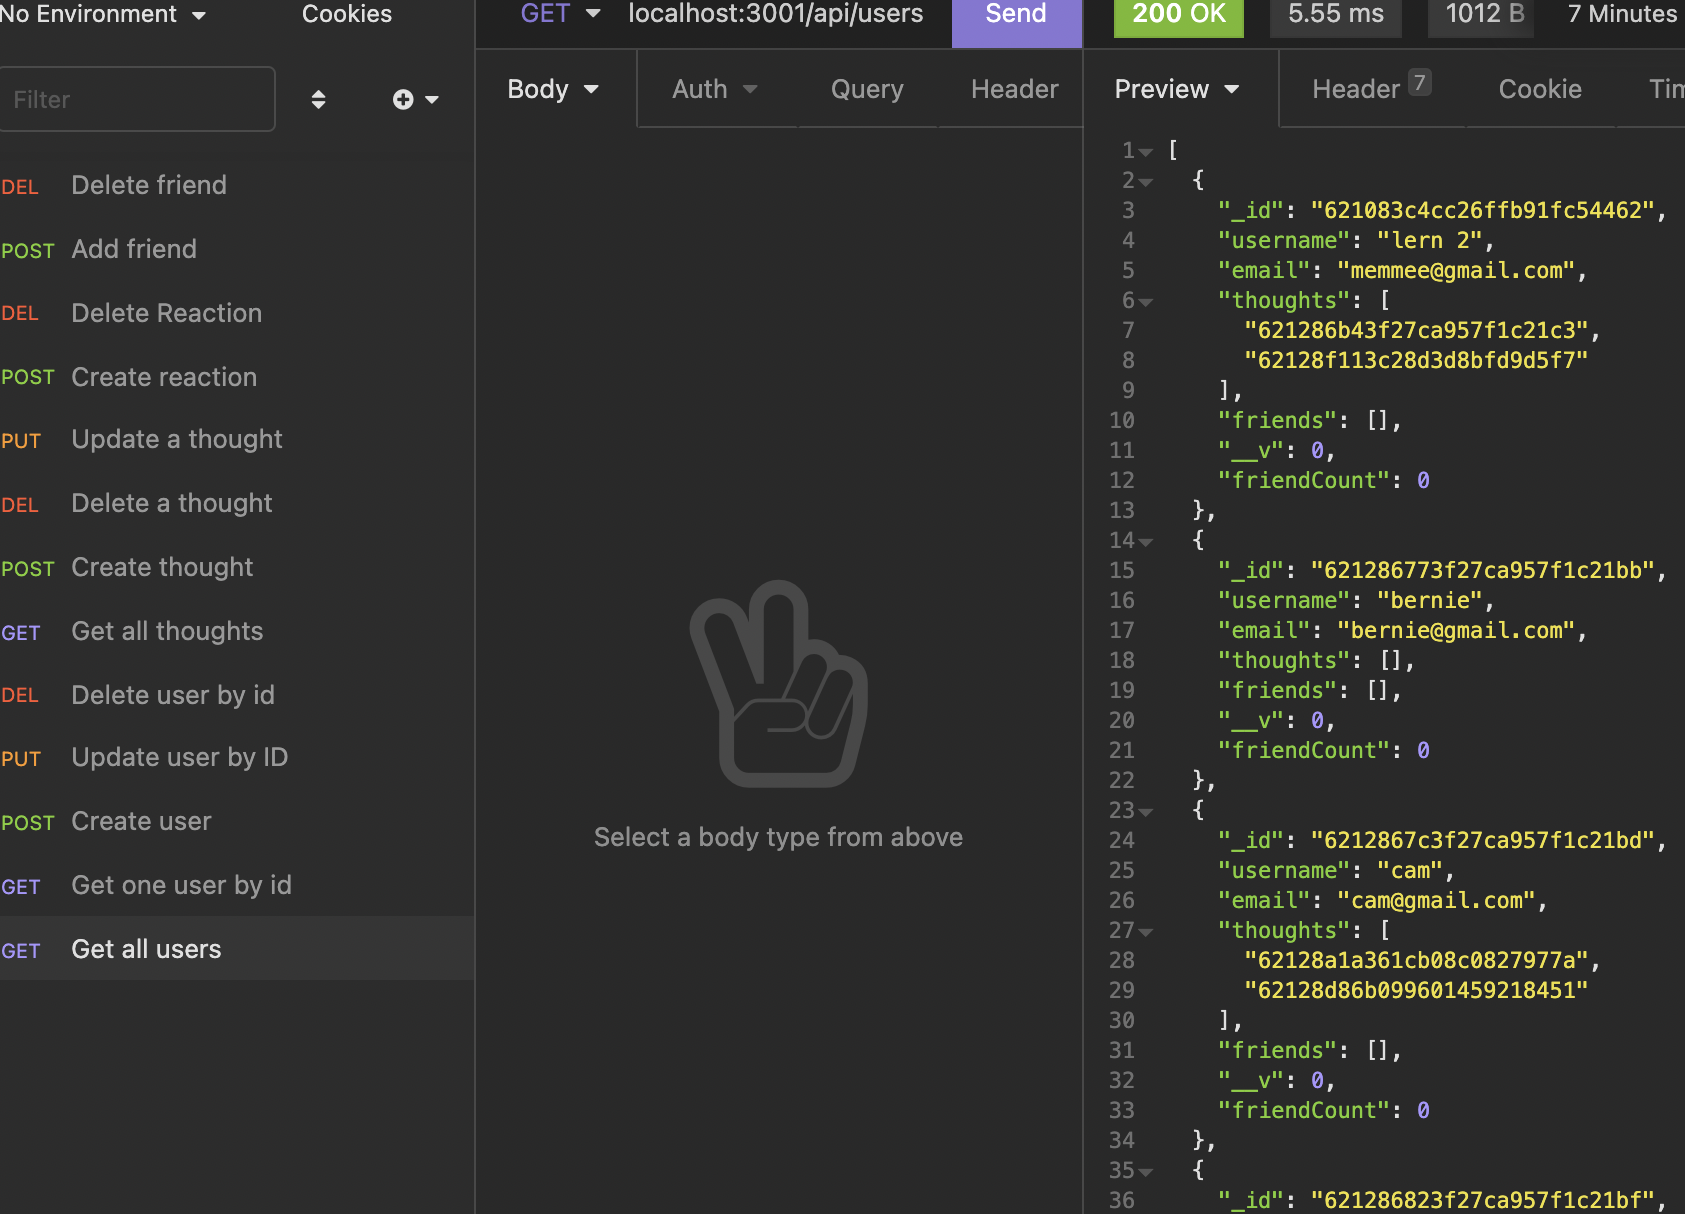 No Environment
Cookies
Filter
DEL Delete friend
POST Add friend
DEL Delete Reaction
POST Create reaction
PUT Update a thought
DEL Delete a thought
POST Create thought
GET Get all thoughts
DEL Delete user by id
PUT Update user by ID
POST Create user
GET Get one user by id
GET Get all users
GET localhost:3001/api/users Send
Body Auth Query Header
Select a body type from above
200 OK 5.55 ms 1012 B 7 Minutes
Preview Header 7 Cookie Tim
1 [
2 {
3 "_id": "621083c4cc26ffb91fc54462",
4 "username": "lern 2",
5 "email": "memmee@gmail.com",
6 "thoughts": [
7 "621286b43f27ca957f1c21c3",
8 "62128f113c28d3d8bfd9d5f7"
9 ],
10 "friends": [],
11 "__v": 0,
12 "friendCount": 0
13 },
14 {
15 "_id": "621286773f27ca957f1c21bb",
16 "username": "bernie",
17 "email": "bernie@gmail.com",
18 "thoughts": [],
19 "friends": [],
20 "__v": 0,
21 "friendCount": 0
22 },
23 {
24 "_id": "6212867c3f27ca957f1c21bd",
25 "username": "cam",
26 "email": "cam@gmail.com",
27 "thoughts": [
28 "62128a1a361cb08c0827977a",
29 "62128d86b099601459218451"
30 ],
31 "friends": [],
32 "__v": 0,
33 "friendCount": 0
34 },
35 {
36 "_id": "621286823f27ca957f1c21bf",